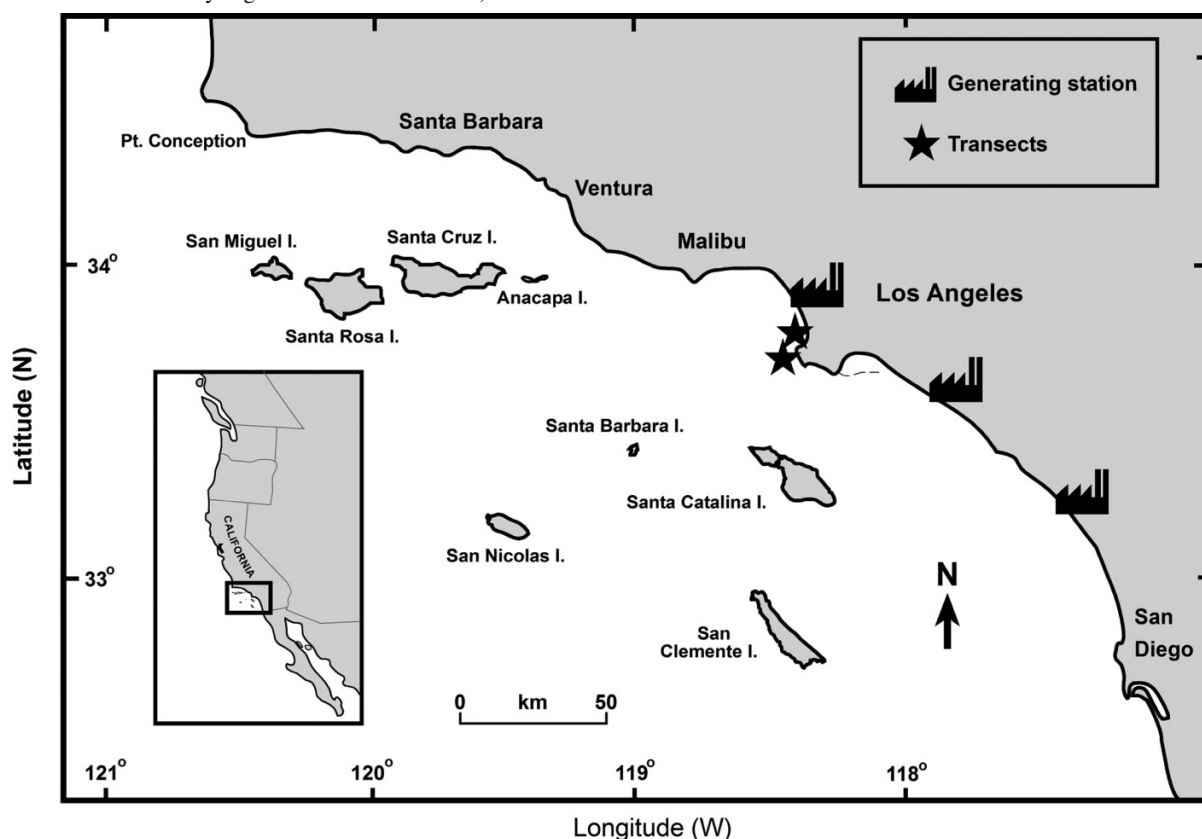 Generating station
Transects
Santa Barbara
Pt. Conception
Ventura
Malibu
San Miguel I.
Santa Cruz I.
34°
Anacapa I.
Los Angeles
Santa Rosa I.
Latitude (N)
Santa Barbara I.
Santa Catalina I.
CALIFORNIA
San Nicolas I.
33°
N
San
Clemente I.
San
Diego
0 km 50
121° 120° 119° 118°
Longitude (W)